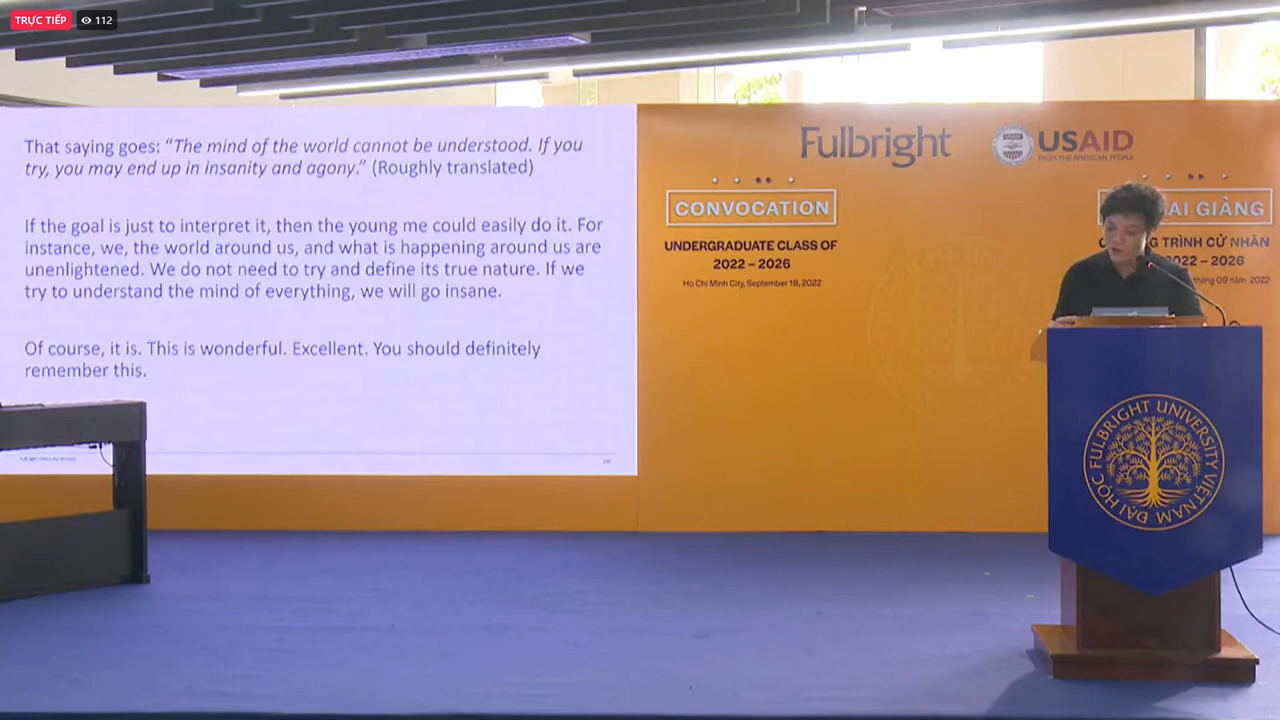 TRỰC TIẾP
112
That saying goes: “The mind of the world cannot be understood. If you
try, you may end up in insanity and agony.” (Roughly translated)
If the goal is just to interpret it, then the young me could easily do it. For
instance, we, the world around us, and what is happening around us are
unenlightened. We do not need to try and define its true nature. If we
try to understand the mind of everything, we will go insane.
Of course, it is. This is wonderful. Excellent. You should definitely
remember this.
Fulbright
USAID
FROM THE AMERICAN PEOPLE
CONVOCATION
UNDERGRADUATE CLASS OF
2022 – 2026
Ho Chi Minh City, September 18, 2022
AI GIẢNG
TRÌNH CỬ NHÂN
2022 – 2026
tháng 09 năm 2022
FULBRIGHT UNIVERSITY VIETNAM
ĐẠI HỌC